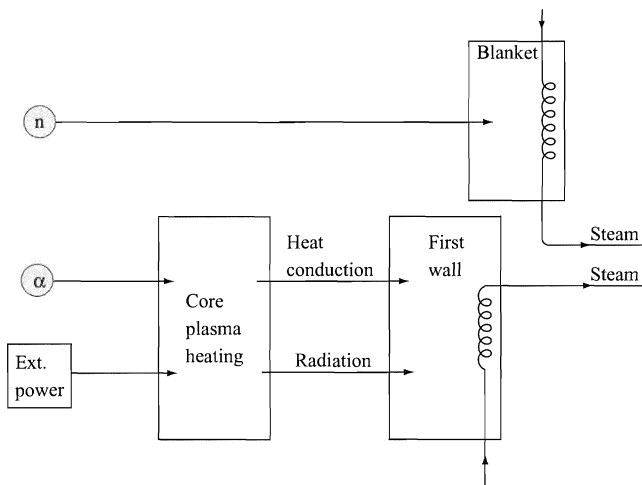 Blanket
n
Steam
Steam
Heat
conduction
First
wall
α
Core
plasma
heating
Ext.
power
Radiation